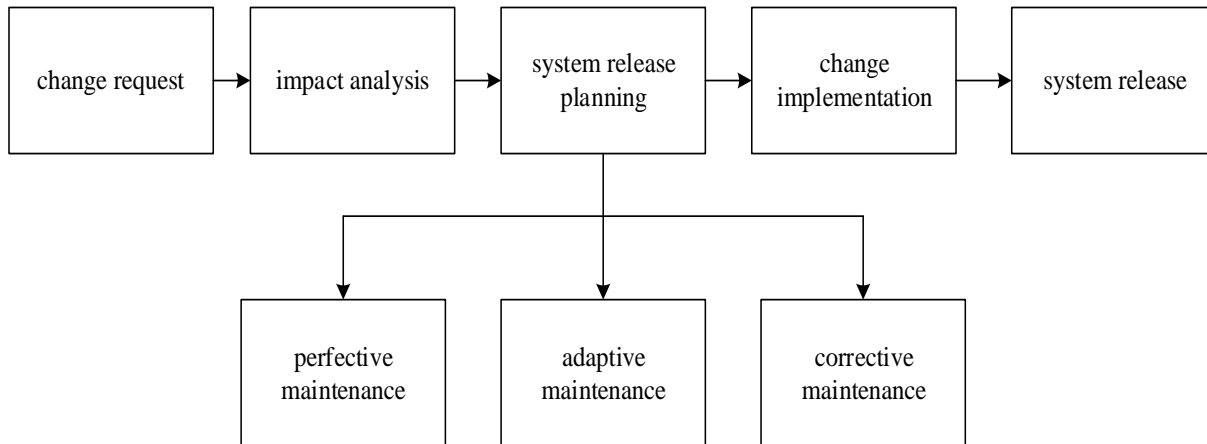 change request
impact analysis
system release
planning
change
implementation
system release
perfective
maintenance
adaptive
maintenance
corrective
maintenance